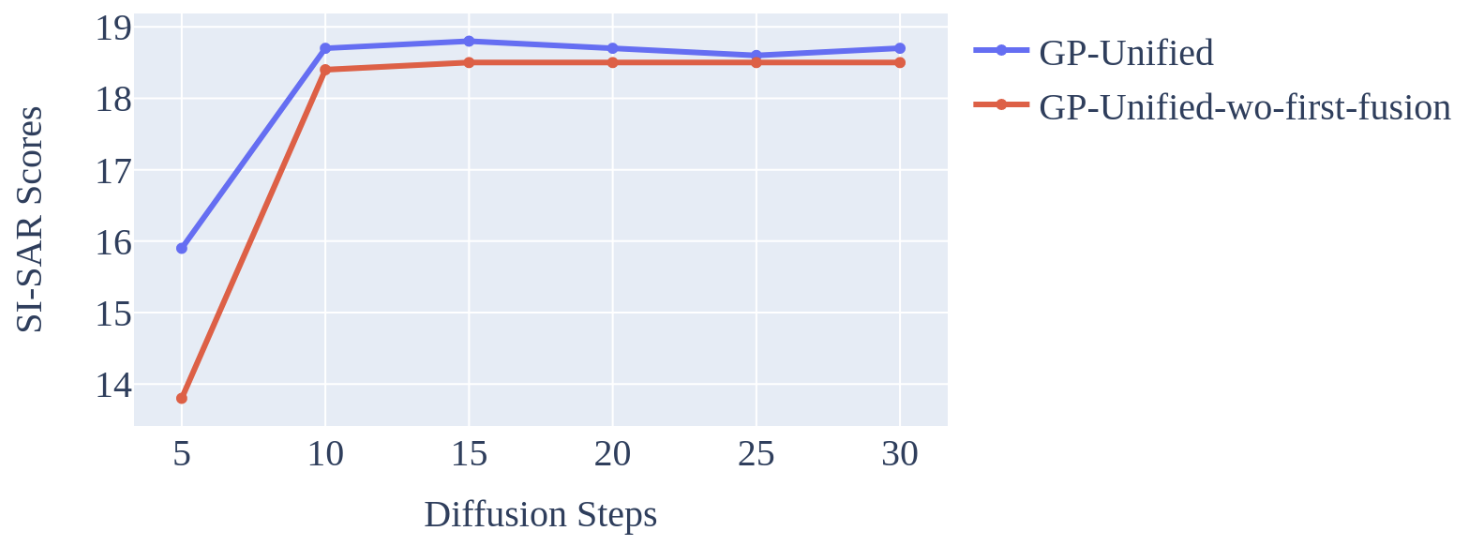 19
18
17
16
15
14
SI-SAR Scores
5 10 15 20 25 30
Diffusion Steps
GP-Unified
GP-Unified-wo-first-fusion